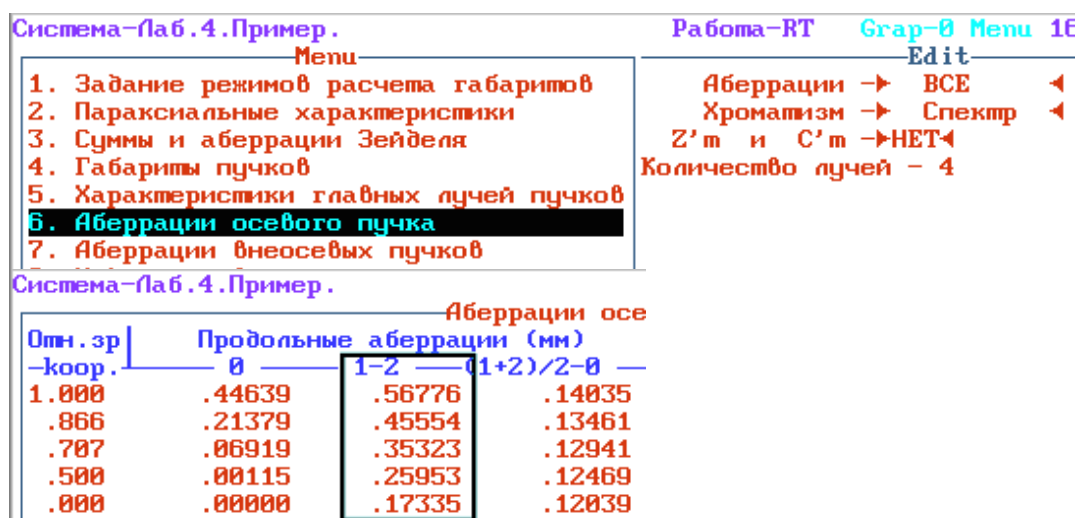 Система-Лаб.4.Пример. Работа-RT Grap-0 Menu 16
Menu
1. Задание режимов расчета габаритов
2. Параксиальные характеристики
3. Суммы и аберрации Зейделя
4. Габариты пучков
5. Характеристики главных лучей пучков
6. Аберрации осевого пучка
7. Аберрации внеосевых пучков
Edit
Аберрации -► ВСЕ ◄
Хроматизм -► Спектр ◄
Z'm и C'm -►НЕТ◄
Количество лучей - 4
Система-Лаб.4.Пример.
Аберрации осе
Отн.зр Продольные аберрации (мм)
-коор. 0 1-2 (1+2)/2-0
1.000 .44639 .56776 .14035
.866 .21379 .45554 .13461
.707 .06919 .35323 .12941
.500 .00115 .25953 .12469
.000 .00000 .17335 .12039